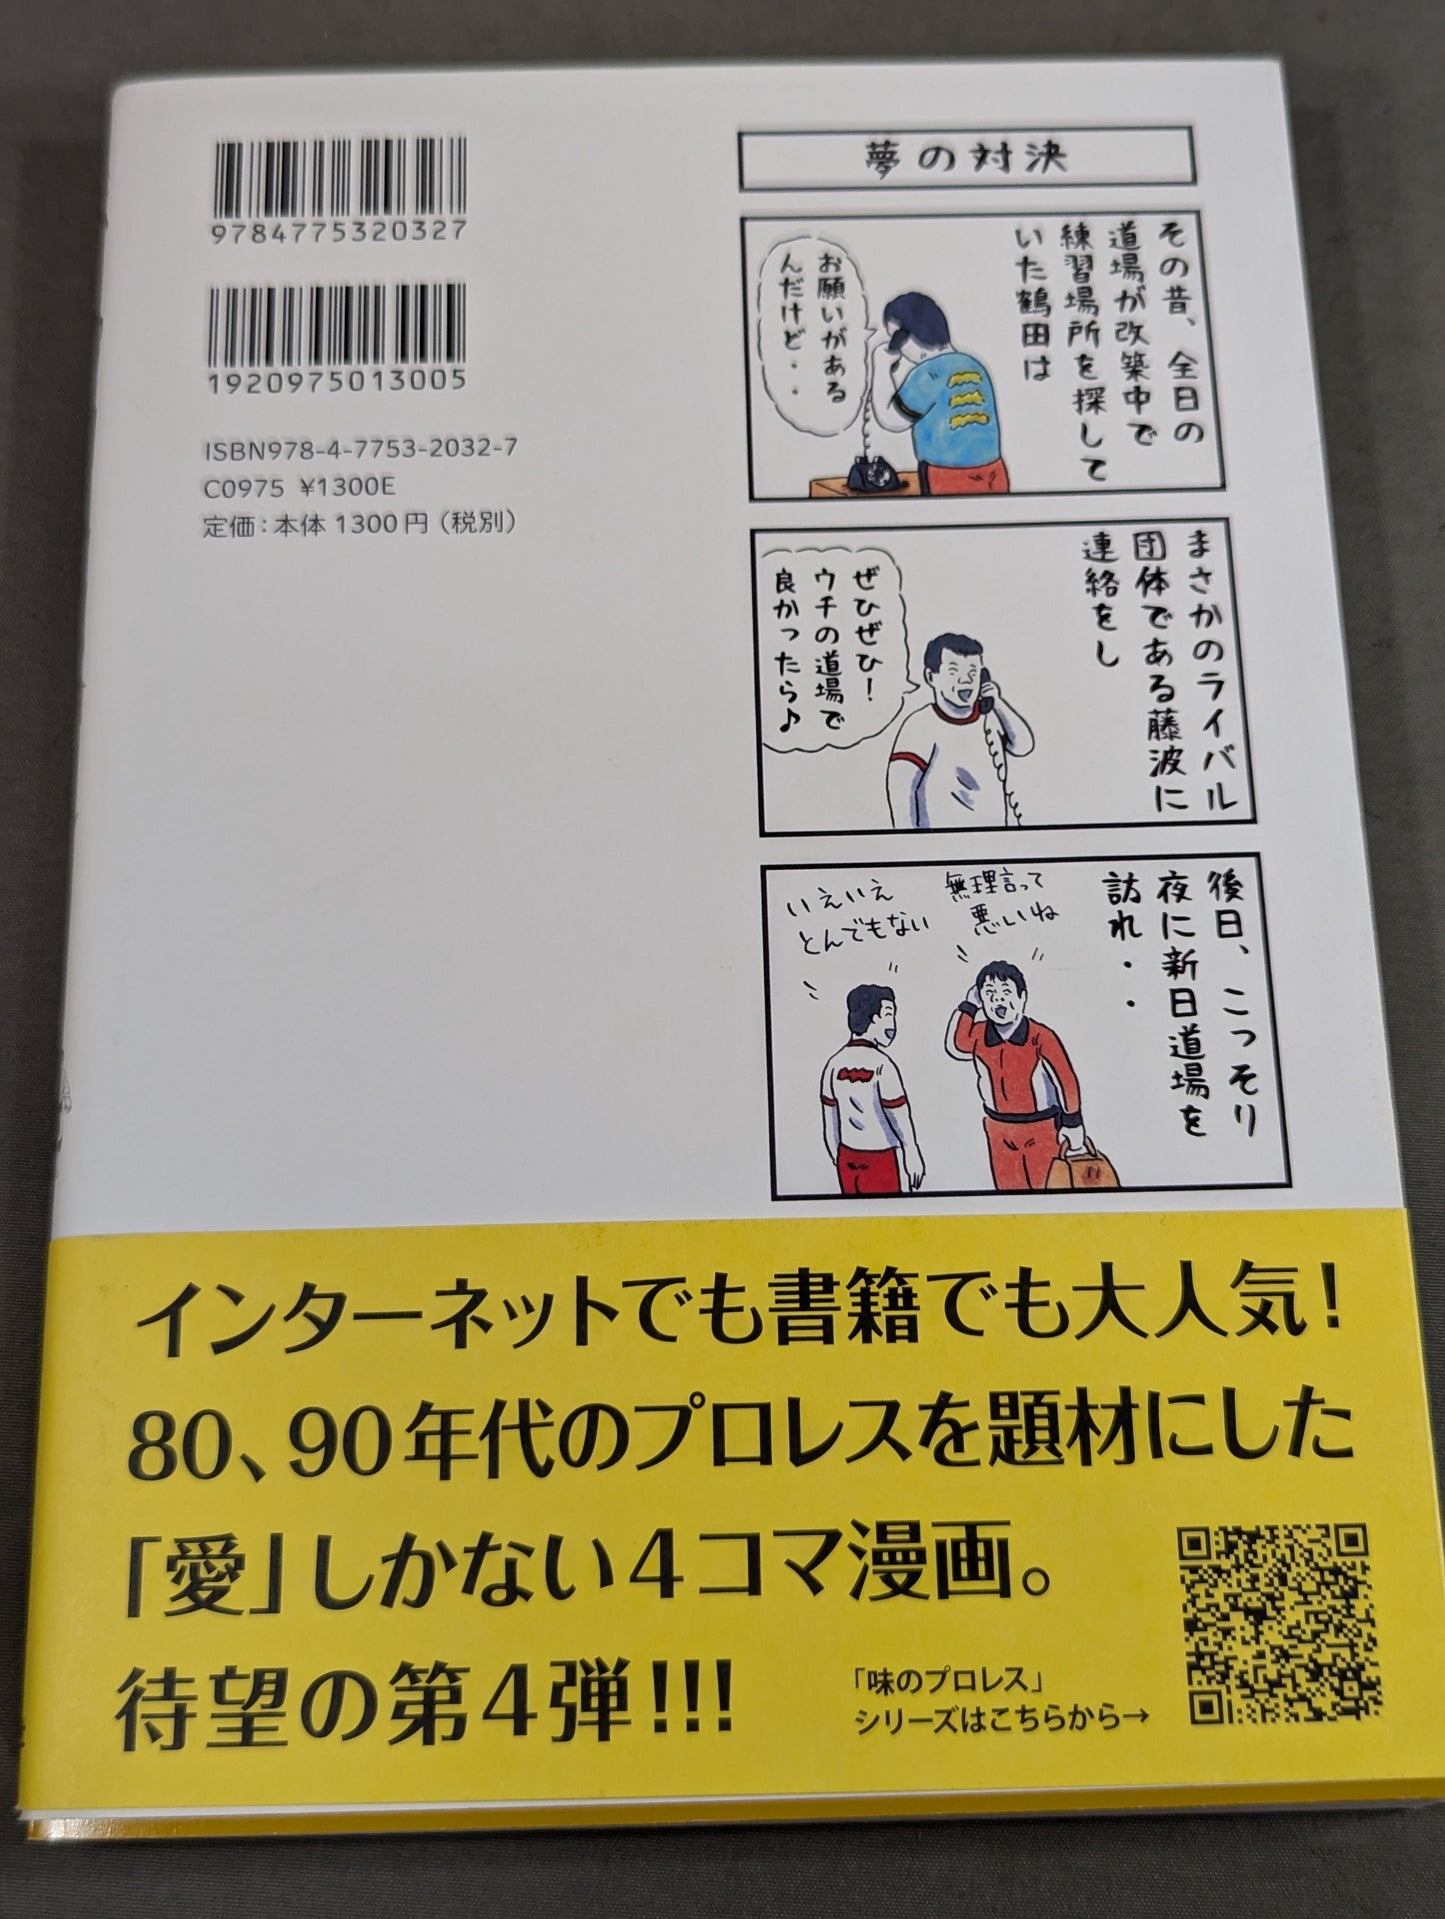 9784775320327
1920975013005
ISBN978-4-7753-2032-7
C0975 ¥1300E
定価：本体1300円（税別）
夢の対決
その昔、全日の
道場が改築中で
練習場所を探して
いた鶴田は
お願いがある
んだけど・・
まさかのライバル
団体である藤波に
連絡をし
ぜひぜひ！
ウチの道場で
良かったら♪
後日、こっそり
夜に新日道場を
訪れ・・
無理言って
悪いね
いえいえ
とんでもない
インターネットでも書籍でも大人気！
80、90年代のプロレスを題材にした
「愛」しかない4コマ漫画。
待望の第4弾!!!
「味のプロレス」
シリーズはこちらから→